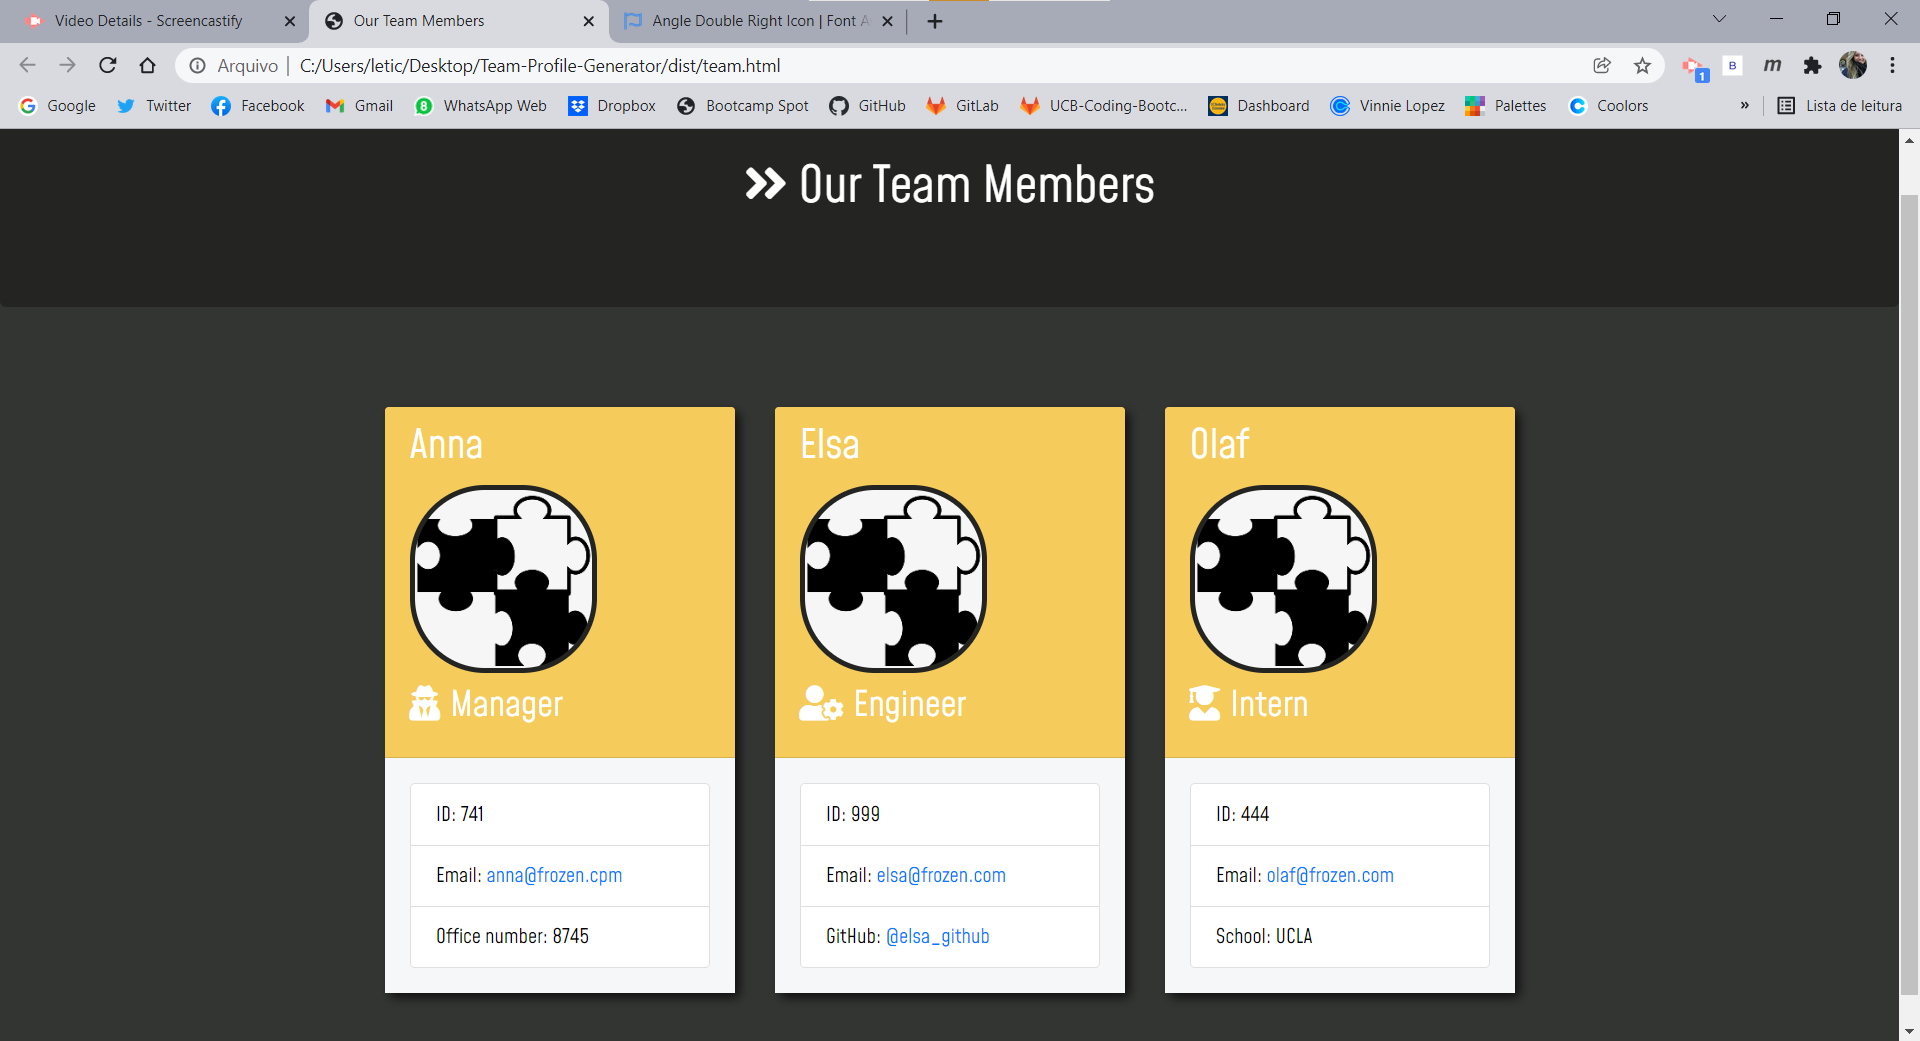 Video Details - Screencastify
Our Team Members
Angle Double Right Icon | Font A
Arquivo | C:/Users/letic/Desktop/Team-Profile-Generator/dist/team.html
1
B
m
Google
Twitter
Facebook
Gmail
8
WhatsApp Web
Dropbox
Bootcamp Spot
GitHub
GitLab
UCB-Coding-Bootc...
Dashboard
Vinnie Lopez
Palettes
Coolors
»
Lista de leitura
Our Team Members
Anna
Manager
ID: 741
Email: anna@frozen.cpm
Office number: 8745
Elsa
Engineer
ID: 999
Email: elsa@frozen.com
GitHub: @elsa_github
Olaf
Intern
ID: 444
Email: olaf@frozen.com
School: UCLA